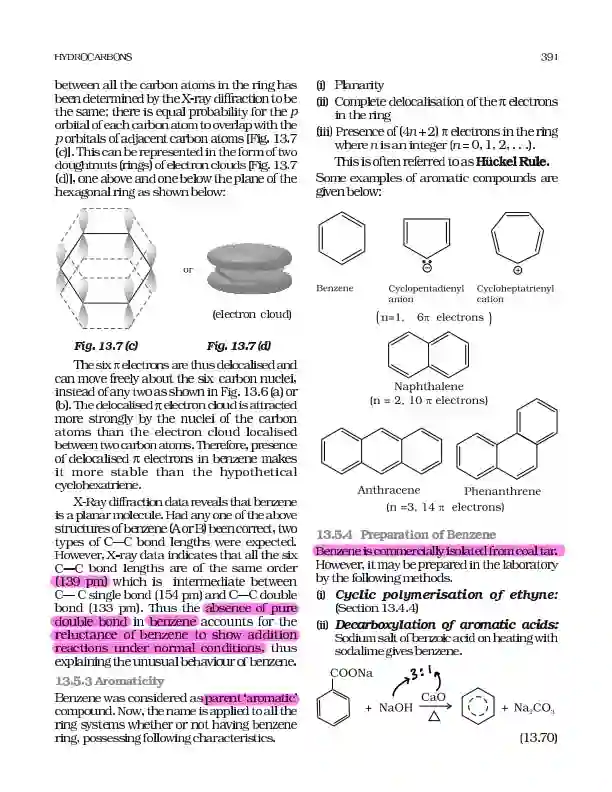 HYDROCARBONS
391
between all the carbon atoms in the ring has
been determined by the X-ray diffraction to be
the same; there is equal probability for the p
orbital of each carbon atom to overlap with the
p orbitals of adjacent carbon atoms [Fig. 13.7
(c)]. This can be represented in the form of two
doughtnuts (rings) of electron clouds [Fig. 13.7
(d)], one above and one below the plane of the
hexagonal ring as shown below:
or
(electron cloud)
Fig. 13.7 (c)
Fig. 13.7 (d)
The six π electrons are thus delocalised and
can move freely about the six carbon nuclei,
instead of any two as shown in Fig. 13.6 (a) or
(b). The delocalised π electron cloud is attracted
more strongly by the nuclei of the carbon
atoms than the electron cloud localised
between two carbon atoms. Therefore, presence
of delocalised π electrons in benzene makes
it more stable than the hypothetical
cyclohexatriene.
X-Ray diffraction data reveals that benzene
is a planar molecule. Had any one of the above
structures of benzene (A or B) been correct, two
types of C—C bond lengths were expected.
However, X-ray data indicates that all the six
C—C bond lengths are of the same order
(139 pm) which is intermediate between
C— C single bond (154 pm) and C—C double
bond (133 pm). Thus the absence of pure
double bond in benzene accounts for the
reluctance of benzene to show addition
reactions under normal conditions, thus
explaining the unusual behaviour of benzene.
13.5.3 Aromaticity
Benzene was considered as parent 'aromatic'
compound. Now, the name is applied to all the
ring systems whether or not having benzene
ring, possessing following characteristics.
(i) Planarity
(ii) Complete delocalisation of the π electrons
in the ring
(iii) Presence of (4n + 2) π electrons in the ring
where n is an integer (n = 0, 1, 2, . . .).
This is often referred to as Hückel Rule.
Some examples of aromatic compounds are
given below:
Benzene
Cyclopentadienyl
anion
Cycloheptatrienyl
cation
(n=1, 6π electrons )
Naphthalene
(n = 2, 10 π electrons)
Anthracene
Phenanthrene
(n =3, 14 π electrons)
13.5.4 Preparation of Benzene
Benzene is commercially isolated from coal tar.
However, it may be prepared in the laboratory
by the following methods.
(i) Cyclic polymerisation of ethyne:
(Section 13.4.4)
(ii) Decarboxylation of aromatic acids:
Sodium salt of benzoic acid on heating with
sodalime gives benzene.
3:1
COONa
+ NaOH CaO △ + Na₂CO₃
(13.70)